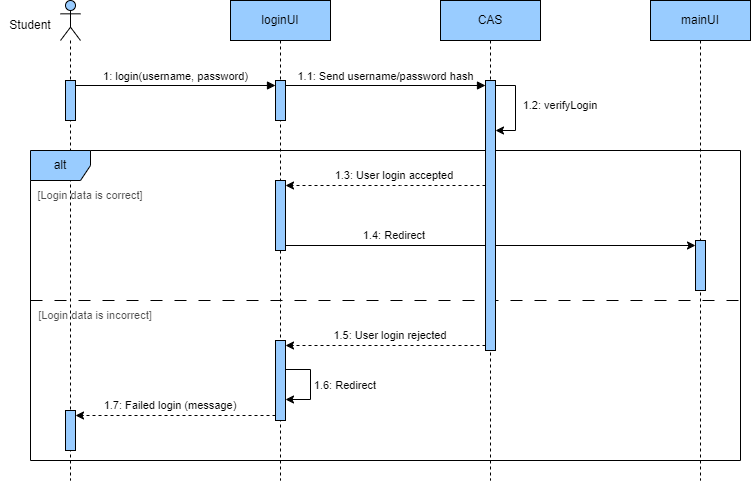 Student
loginUI
CAS
mainUI
1: login(username, password)
1.1: Send username/password hash
1.2: verifyLogin
alt
1.3: User login accepted
[Login data is correct]
1.4: Redirect
[Login data is incorrect]
1.5: User login rejected
1.6: Redirect
1.7: Failed login (message)